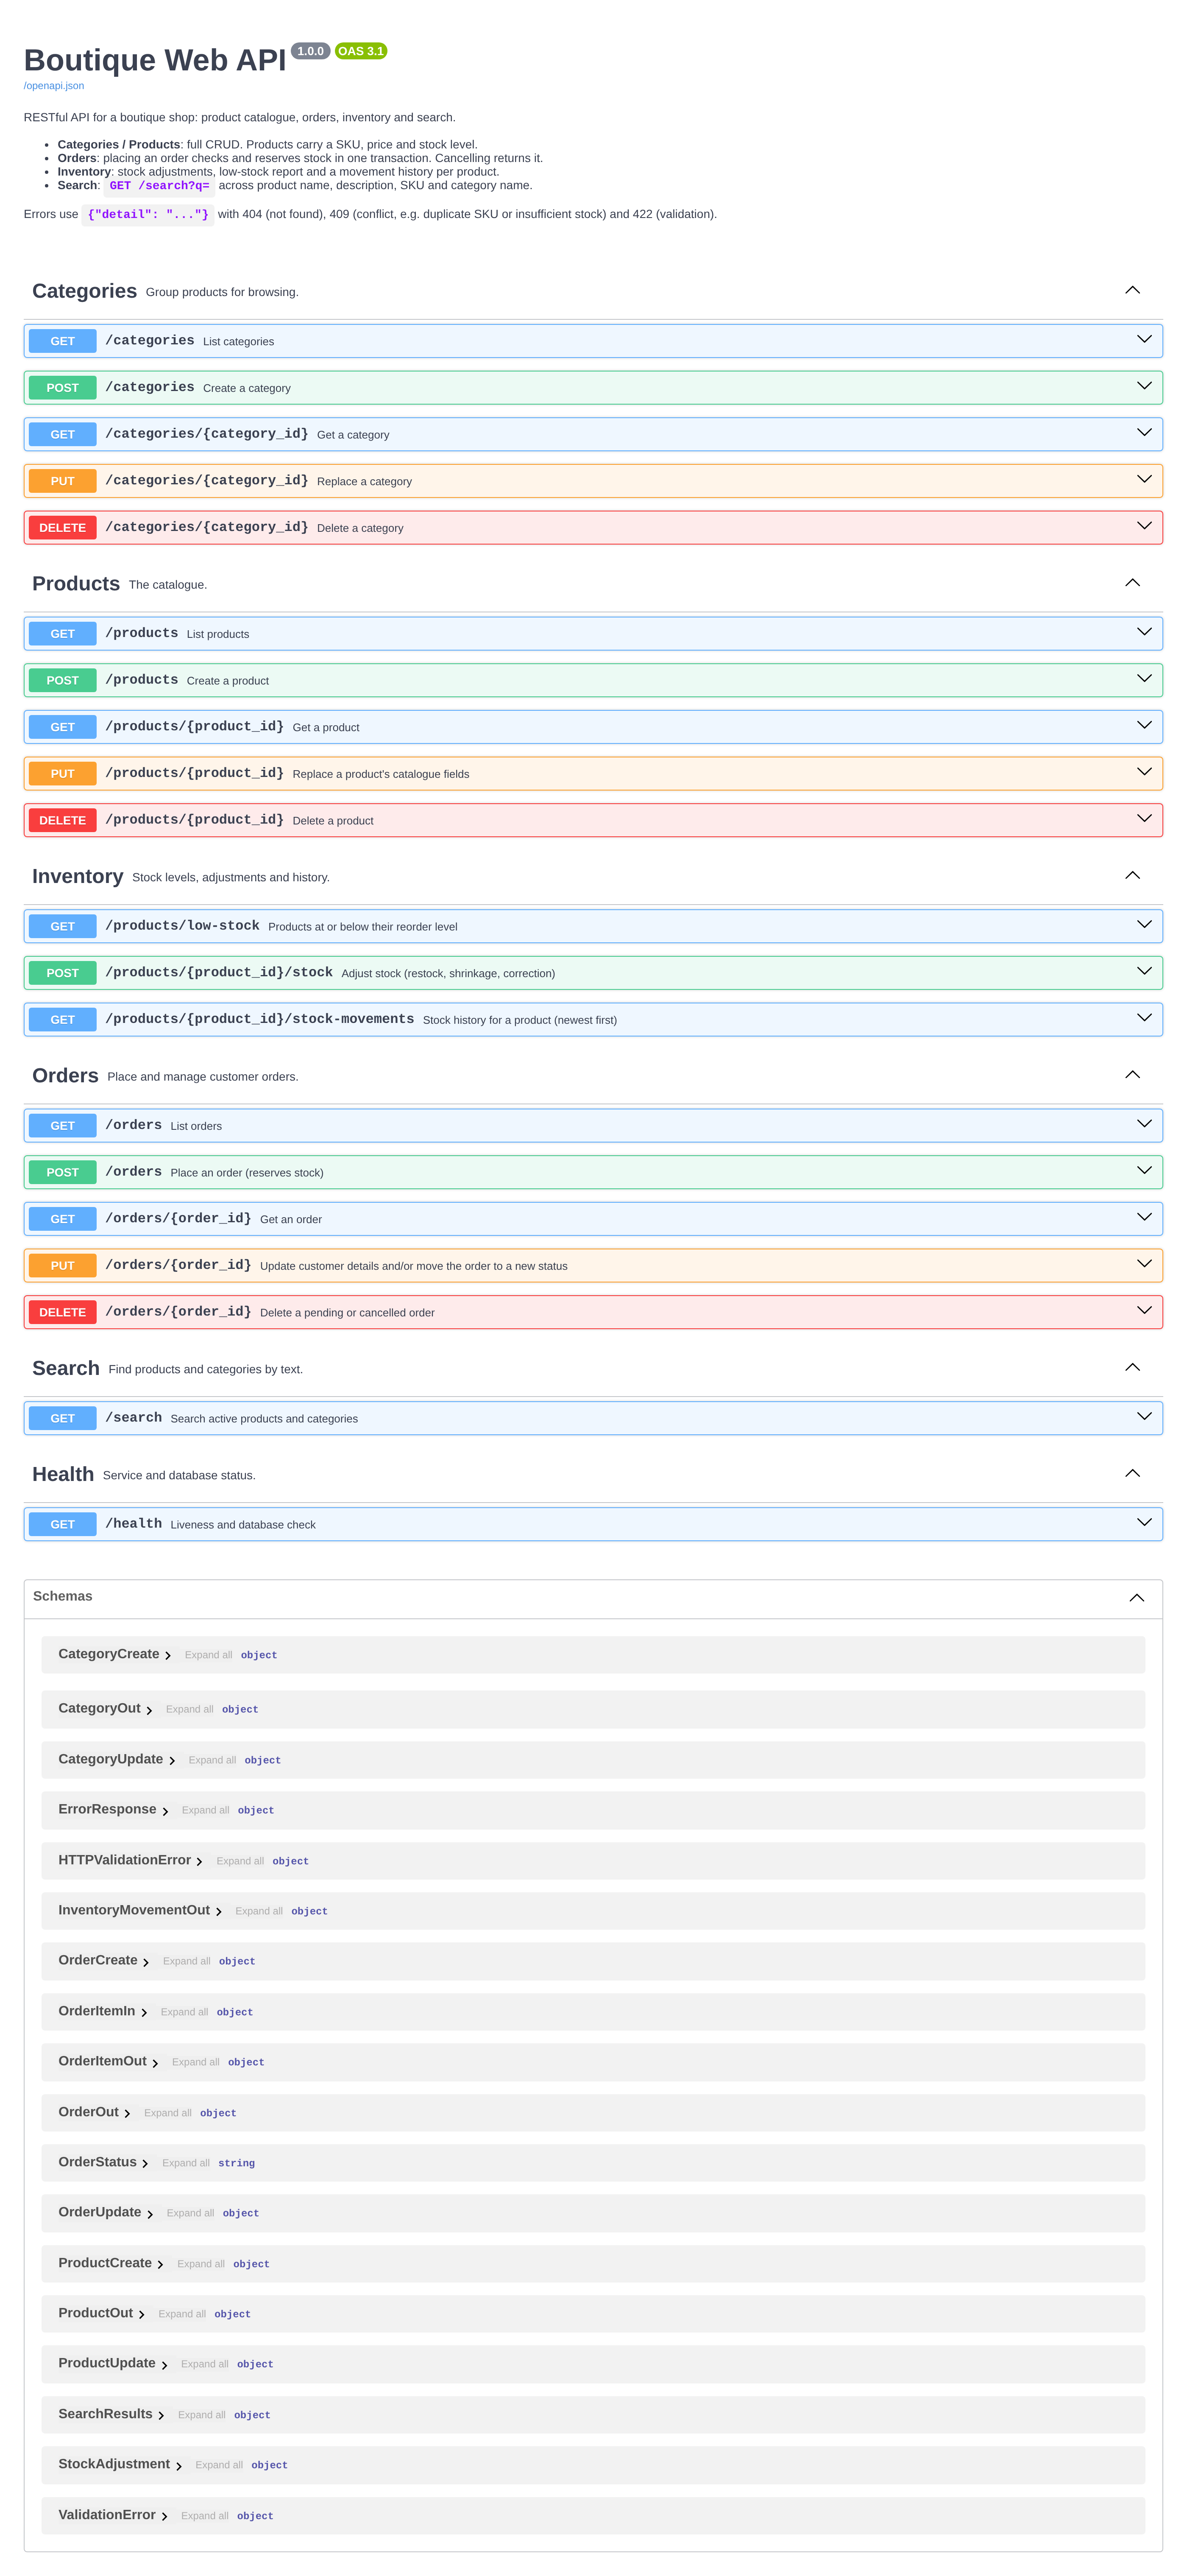 Boutique Web API 1.0.0 OAS 3.1
/openapi.json
RESTful API for a boutique shop: product catalogue, orders, inventory and search.
• Categories / Products: full CRUD. Products carry a SKU, price and stock level.
• Orders: placing an order checks and reserves stock in one transaction. Cancelling returns it.
• Inventory: stock adjustments, low-stock report and a movement history per product.
• Search: GET /search?q= across product name, description, SKU and category name.
Errors use {"detail": "..."} with 404 (not found), 409 (conflict, e.g. duplicate SKU or insufficient stock) and 422 (validation).
Categories Group products for browsing.
GET /categories List categories
POST /categories Create a category
GET /categories/{category_id} Get a category
PUT /categories/{category_id} Replace a category
DELETE /categories/{category_id} Delete a category
Products The catalogue.
GET /products List products
POST /products Create a product
GET /products/{product_id} Get a product
PUT /products/{product_id} Replace a product's catalogue fields
DELETE /products/{product_id} Delete a product
Inventory Stock levels, adjustments and history.
GET /products/low-stock Products at or below their reorder level
POST /products/{product_id}/stock Adjust stock (restock, shrinkage, correction)
GET /products/{product_id}/stock-movements Stock history for a product (newest first)
Orders Place and manage customer orders.
GET /orders List orders
POST /orders Place an order (reserves stock)
GET /orders/{order_id} Get an order
PUT /orders/{order_id} Update customer details and/or move the order to a new status
DELETE /orders/{order_id} Delete a pending or cancelled order
Search Find products and categories by text.
GET /search Search active products and categories
Health Service and database status.
GET /health Liveness and database check
Schemas
CategoryCreate Expand all object
CategoryOut Expand all object
CategoryUpdate Expand all object
ErrorResponse Expand all object
HTTPValidationError Expand all object
InventoryMovementOut Expand all object
OrderCreate Expand all object
OrderItemIn Expand all object
OrderItemOut Expand all object
OrderOut Expand all object
OrderStatus Expand all string
OrderUpdate Expand all object
ProductCreate Expand all object
ProductOut Expand all object
ProductUpdate Expand all object
SearchResults Expand all object
StockAdjustment Expand all object
ValidationError Expand all object